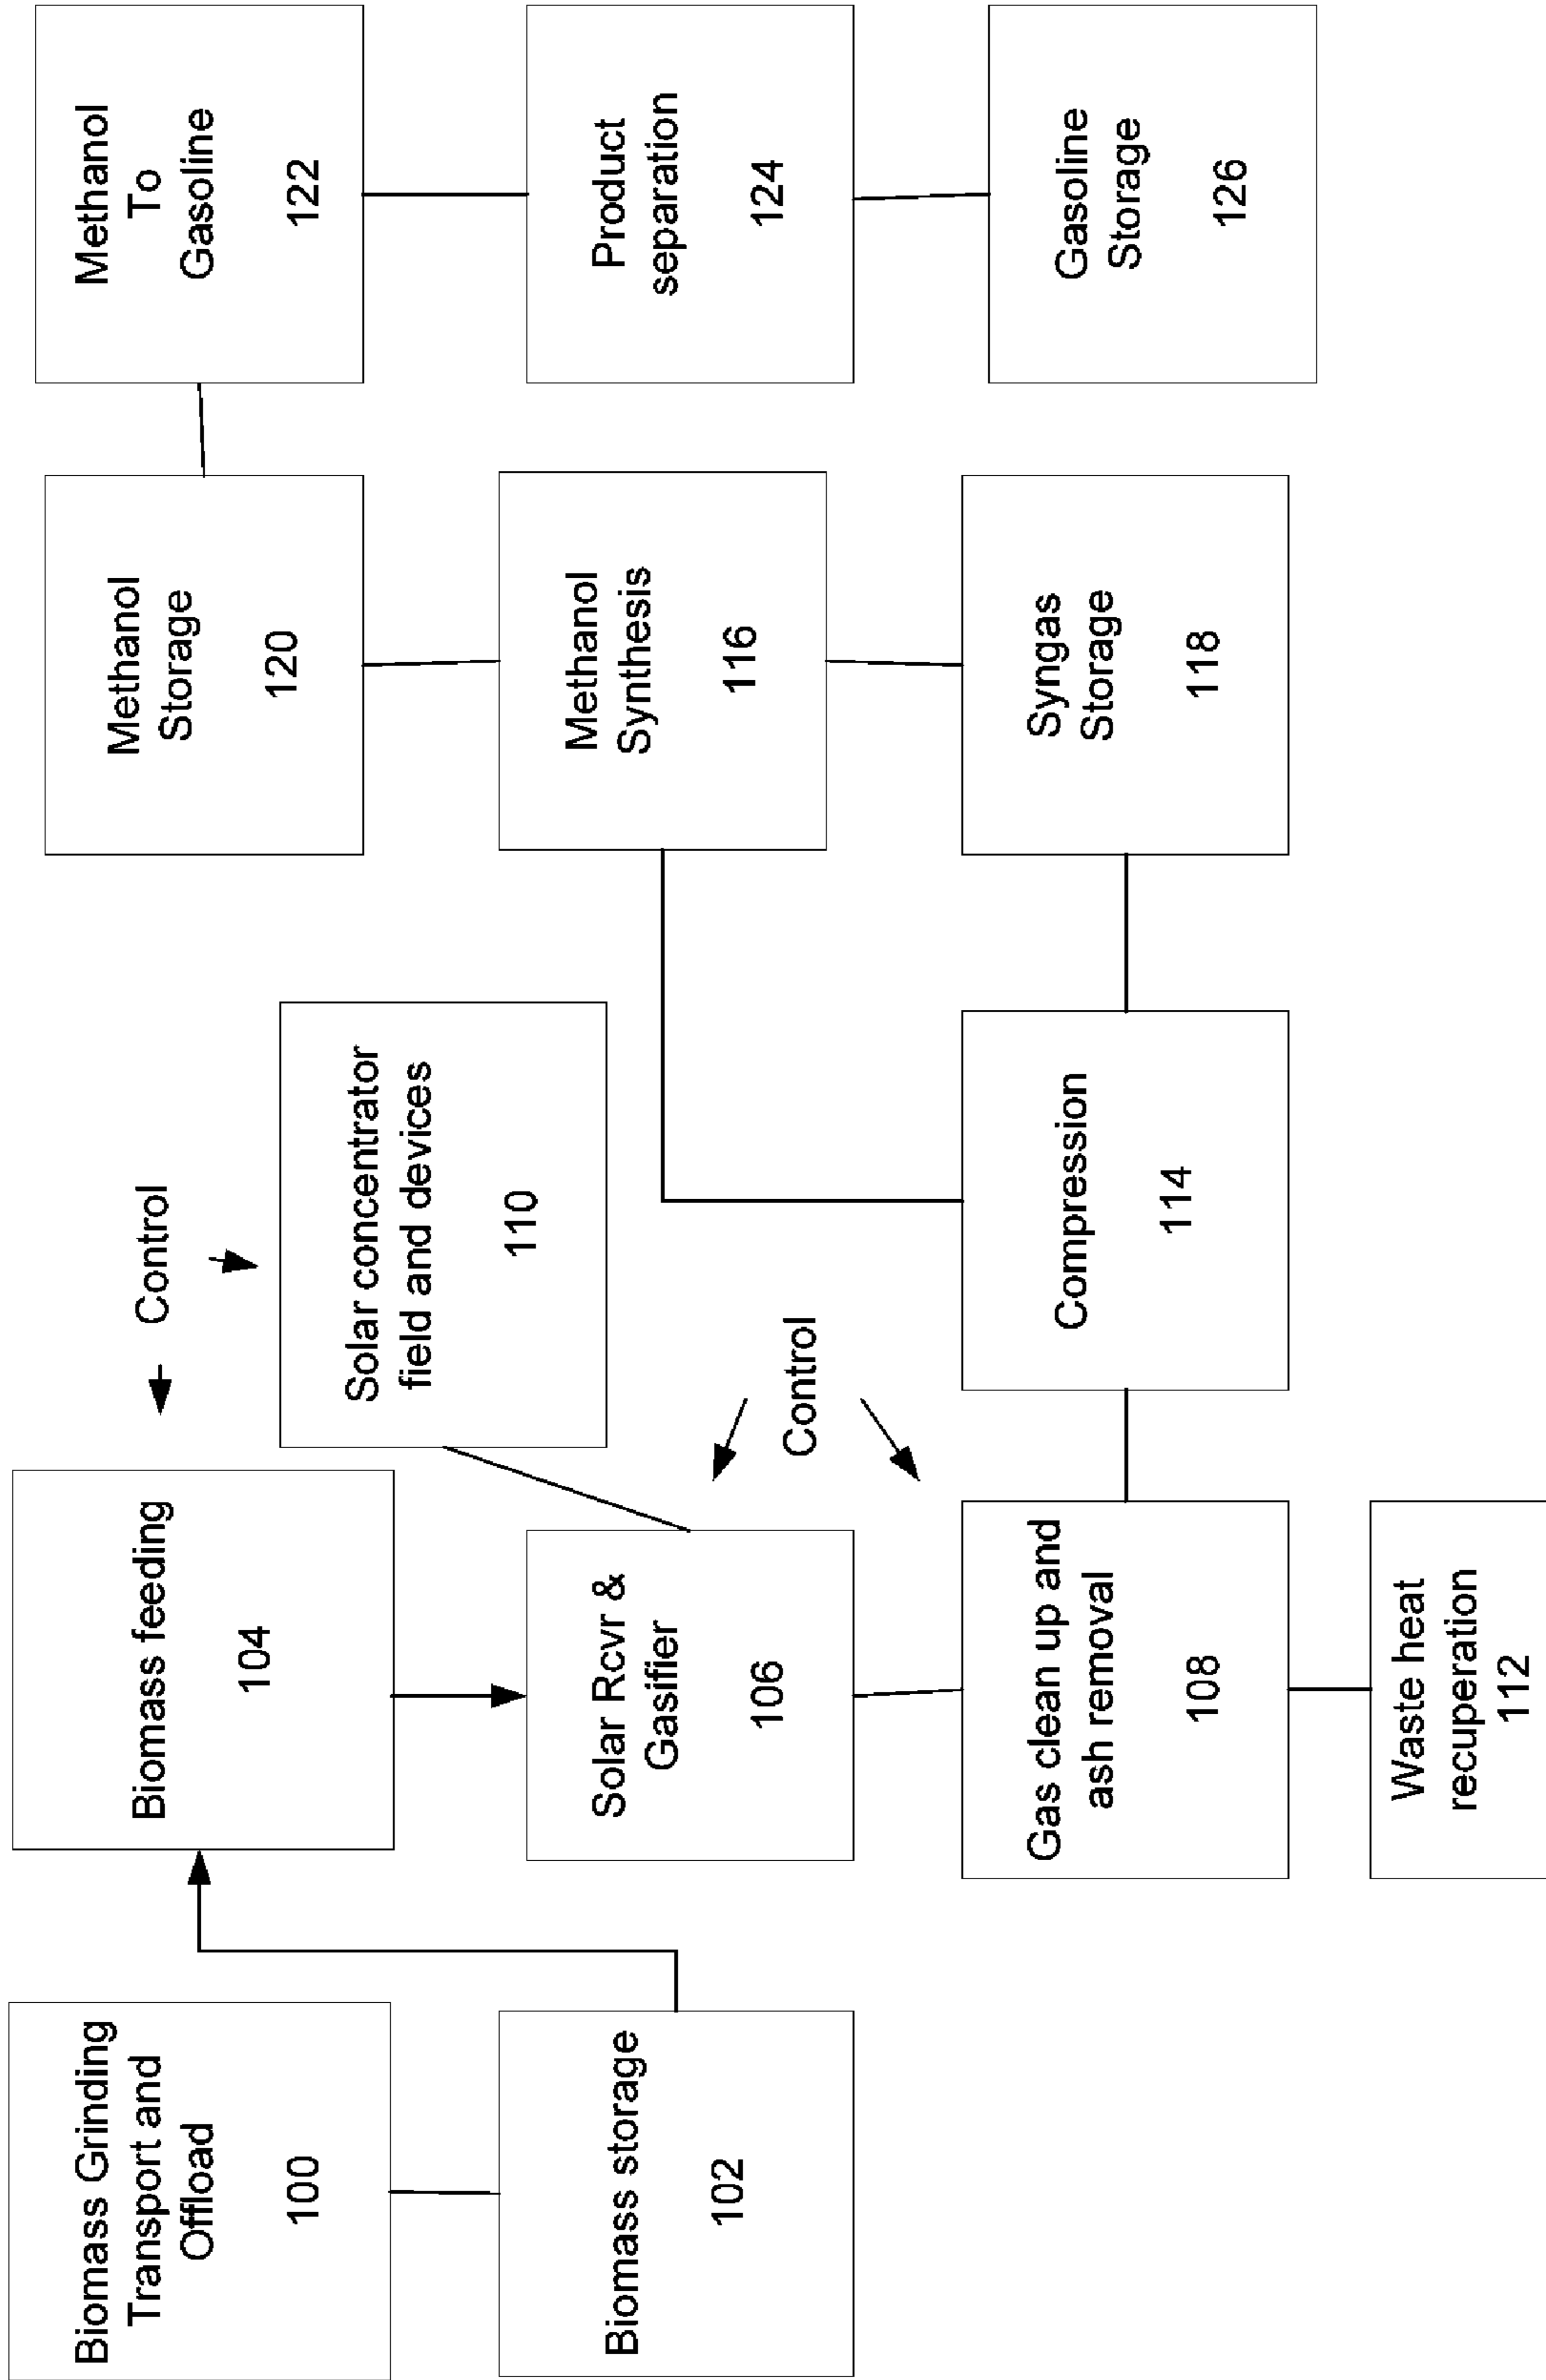 Biomass Grinding
Transport and
Offload
100
Biomass storage
102
Biomass feeding
104
Solar Rcvr &
Gasifier
106
Gas clean up and
ash removal
108
Waste heat
recuperation
112
Control
Solar concentrator
field and devices
110
Control
Compression
114
Methanol
Storage
120
Methanol
Synthesis
116
Syngas
Storage
118
Methanol
To
Gasoline
122
Product
separation
124
Gasoline
Storage
126